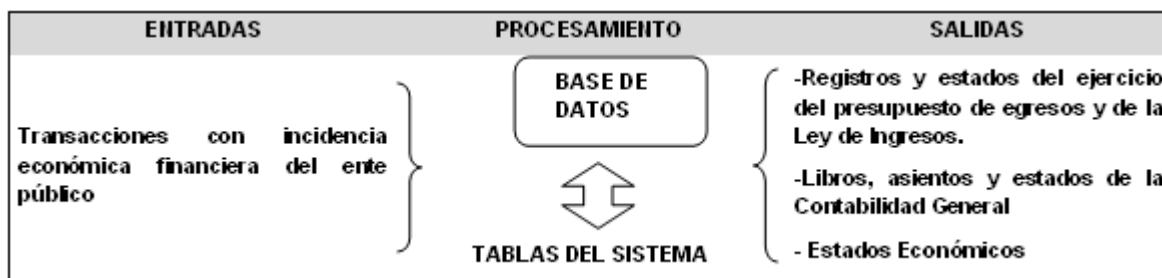 ENTRADAS PROCESAMIENTO SALIDAS
Transacciones con incidencia
económica financiera del ente
público
BASE DE
DATOS
TABLAS DEL SISTEMA
-Registros y estados del ejercicio
del presupuesto de egresos y de la
Ley de Ingresos.
-Libros, asientos y estados de la
Contabilidad General
- Estados Económicos